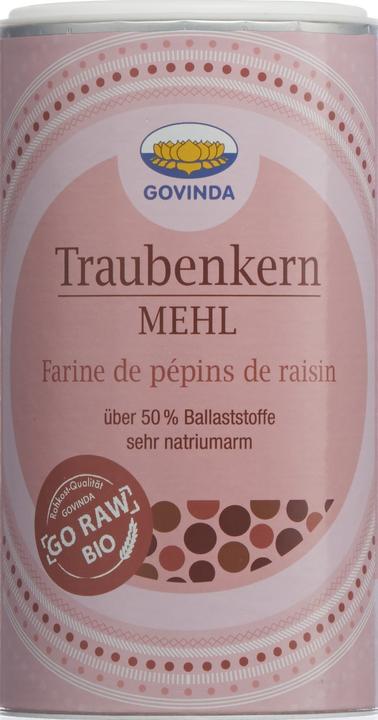 GOVINDA
Traubenkern
MEHL
Farine de pépins de raisin
über 50 % Ballaststoffe
sehr natriumarm
Rohkost-Qualität
GOVINDA
GO RAW
BIO